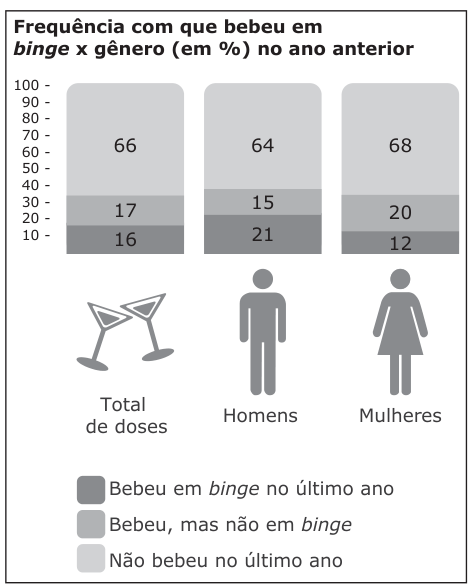 Frequência com que bebeu em
binge x gênero (em %) no ano anterior
100 -
90 -
80 -
70 -
60 -
50 -
40 -
30 -
20 -
10 -
66
17
16
64
15
21
68
20
12
Total
de doses
Homens
Mulheres
Bebeu em binge no último ano
Bebeu, mas não em binge
Não bebeu no último ano